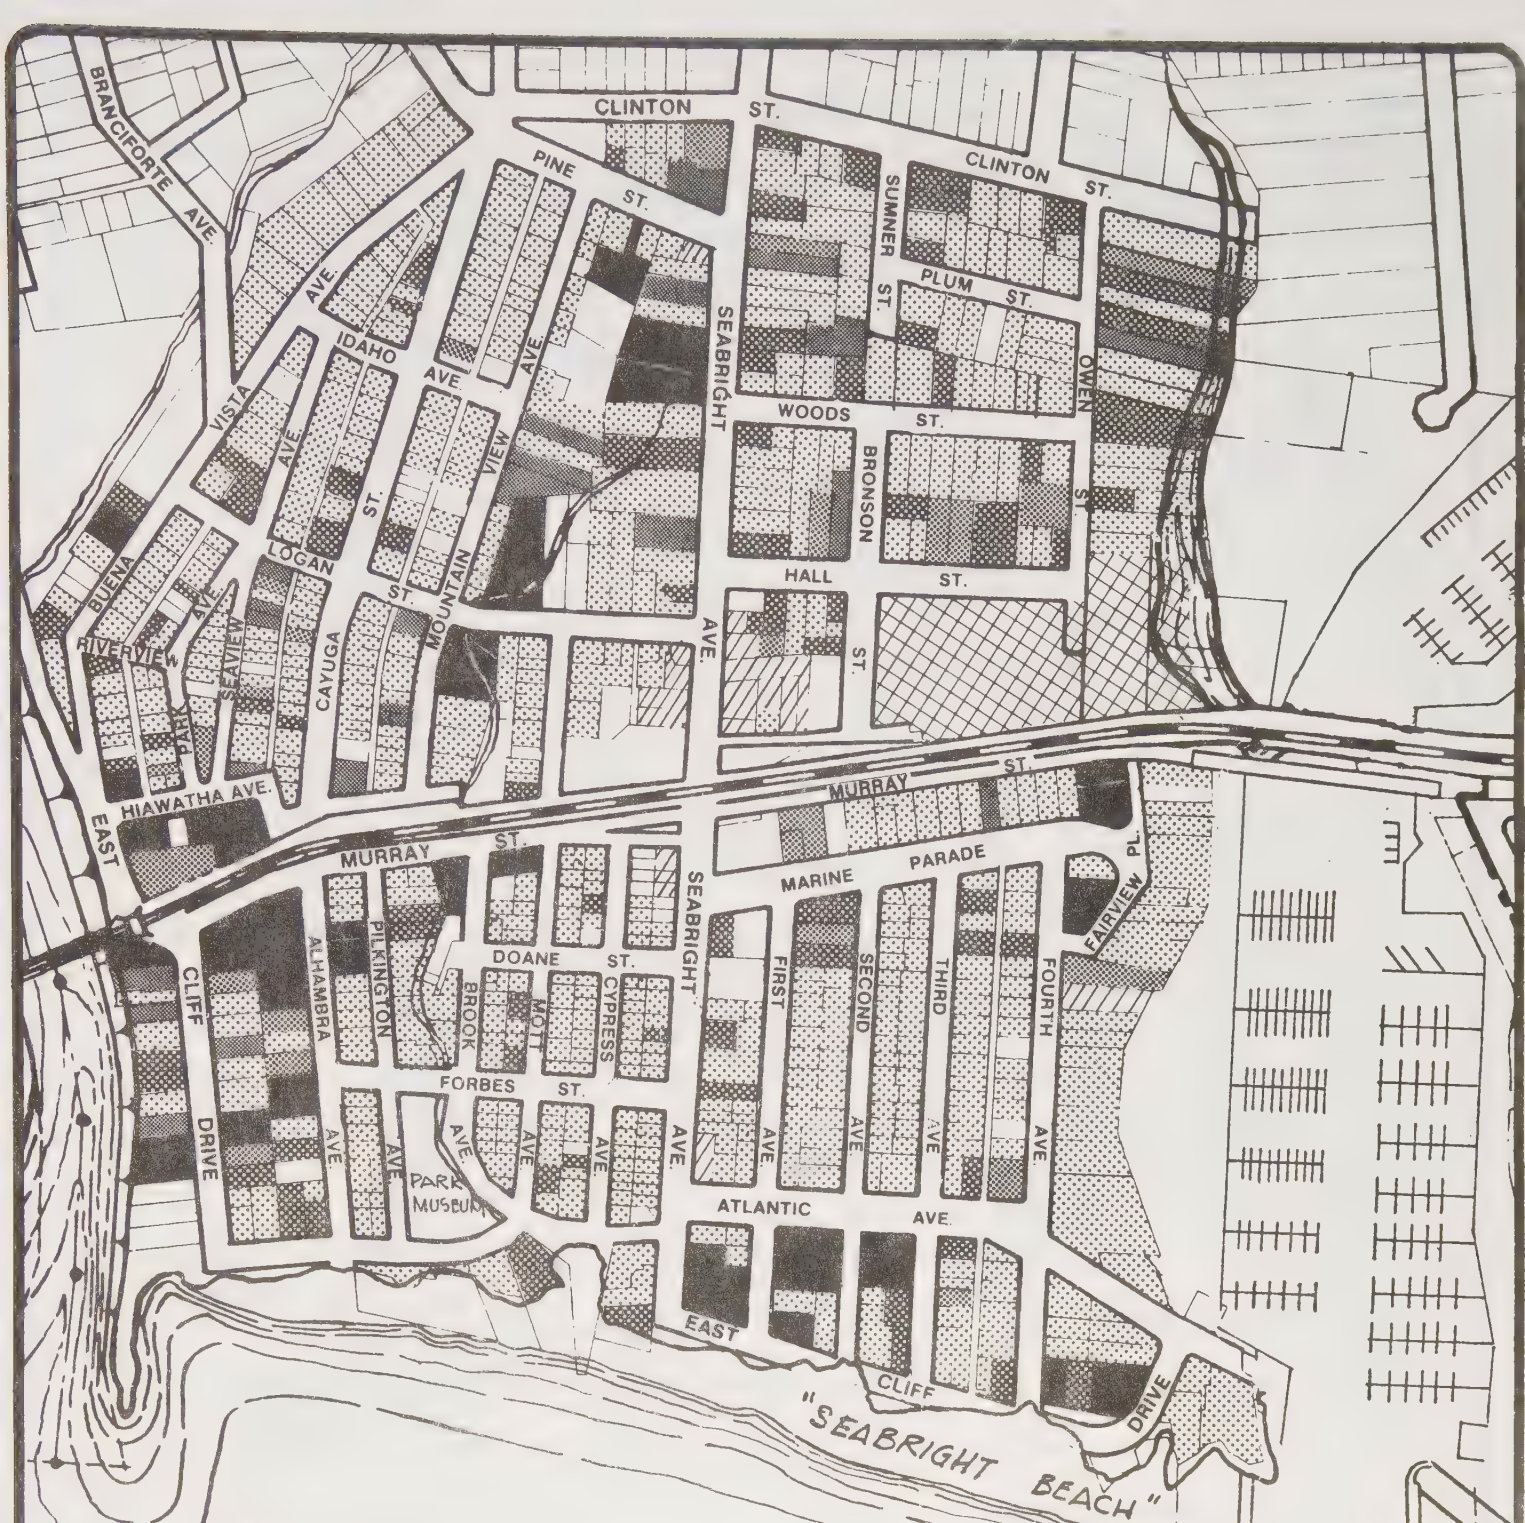 CLINTON ST.
BRANCIFORTE AVE.
PINE ST.
CLINTON ST.
SUMNER ST
PLUM ST.
AVE.
VISTA
BUENA
IDAHO AVE
AVE.
VIEW
MOUNTAIN
SEABRIGHT AVE.
OWEN ST.
WOODS ST.
BRONSON ST.
AVE.
SEAVIEW
ST.
CAYUGA
LOGAN ST.
HALL ST.
AVE.
PARK
RIVERVIEW
HIAWATHA AVE.
EAST
CLIFF
DRIVE
MURRAY ST.
MURRAY ST.
MARINE PARADE
FAIRVIEW PL.
ALHAMBRA AVE
PILKINGTON AVE.
DOANE ST.
BROOK AVE
MOTT AVE
CYPRESS AVE.
SEABRIGHT AVE.
FIRST AVE.
SECOND AVE
THIRD AVE
FOURTH AVE
FORBES ST.
PARK
MUSEUM
ATLANTIC AVE.
EAST
CLIFF
DRIVE
"SEABRIGHT
BEACH"